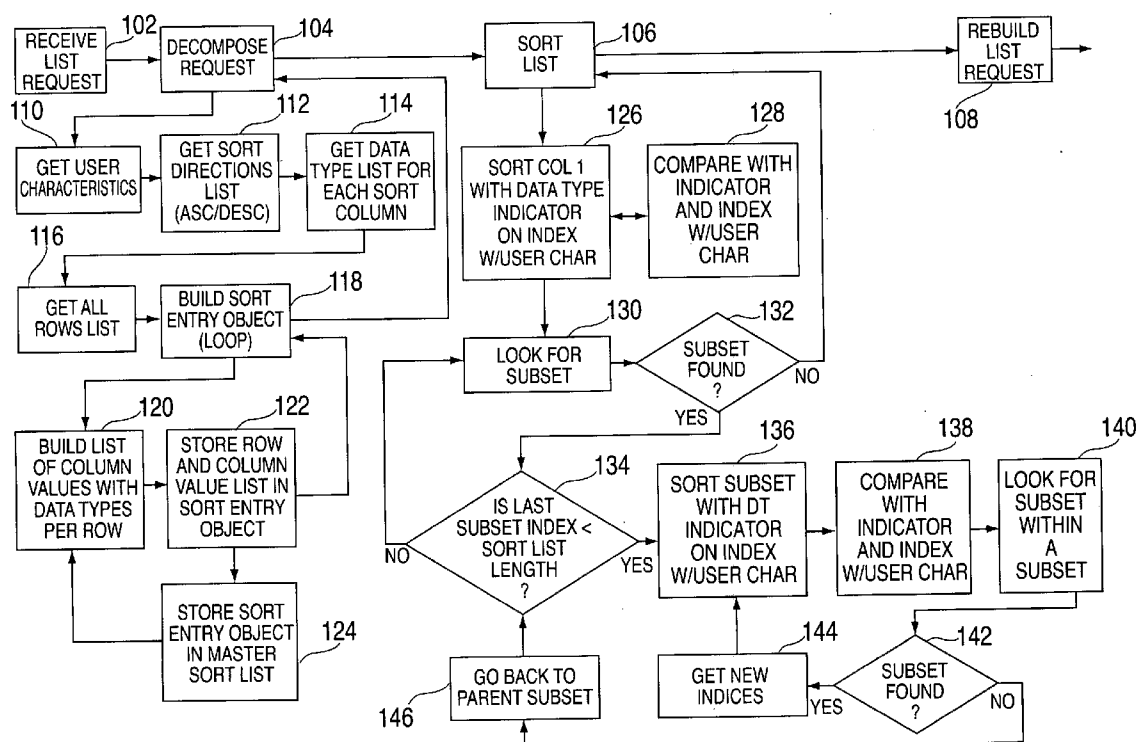 RECEIVE
LIST
REQUEST
102
DECOMPOSE
REQUEST
104
SORT
LIST
106
REBUILD
LIST
REQUEST
108
110
GET USER
CHARACTERISTICS
112
GET SORT
DIRECTIONS
LIST
(ASC/DESC)
114
GET DATA
TYPE LIST FOR
EACH SORT
COLUMN
116
GET ALL
ROWS LIST
118
BUILD SORT
ENTRY OBJECT
(LOOP)
120
BUILD LIST
OF COLUMN
VALUES WITH
DATA TYPES
PER ROW
122
STORE ROW
AND COLUMN
VALUE LIST IN
SORT ENTRY
OBJECT
STORE SORT
ENTRY OBJECT
IN MASTER
SORT LIST
124
126
SORT COL 1
WITH DATA TYPE
INDICATOR
ON INDEX
W/USER CHAR
128
COMPARE WITH
INDICATOR
AND INDEX
W/USER
CHAR
130
LOOK FOR
SUBSET
132
SUBSET
FOUND
?
NO
YES
134
IS LAST
SUBSET INDEX <
SORT LIST
LENGTH
?
NO
YES
136
SORT SUBSET
WITH DT
INDICATOR
ON INDEX
W/USER CHAR
138
COMPARE
WITH
INDICATOR
AND INDEX
W/USER CHAR
140
LOOK FOR
SUBSET
WITHIN
A
SUBSET
142
SUBSET
FOUND
?
YES
NO
144
GET NEW
INDICES
146
GO BACK TO
PARENT SUBSET